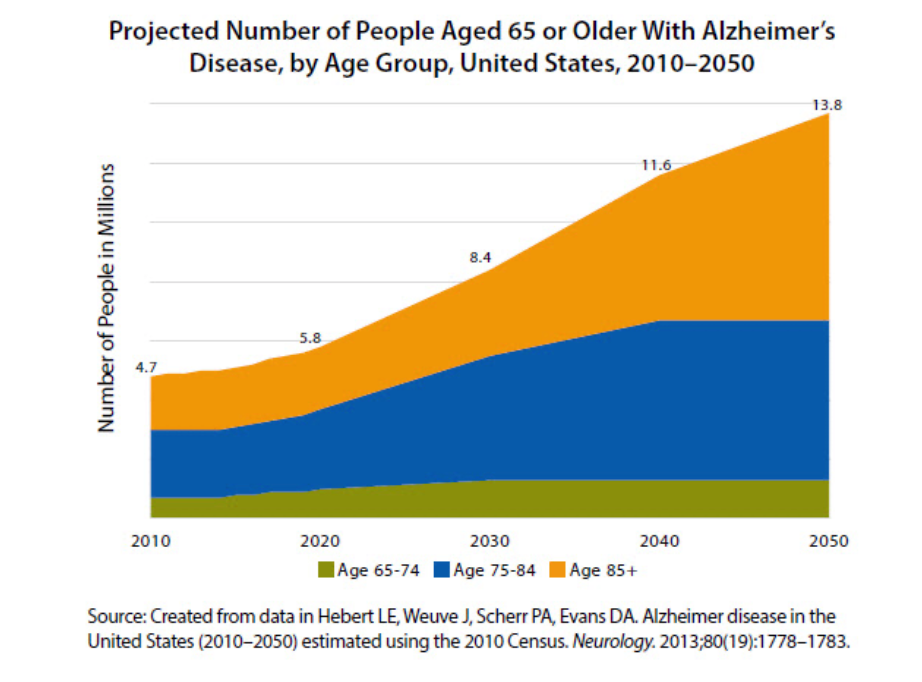 Projected Number of People Aged 65 or Older With Alzheimer's
Disease, by Age Group, United States, 2010–2050
Number of People in Millions
13.8
11.6
8.4
5.8
4.7
2010 2020 2030 2040 2050
Age 65-74 Age 75-84 Age 85+
Source: Created from data in Hebert LE, Weuve J, Scherr PA, Evans DA. Alzheimer disease in the
United States (2010–2050) estimated using the 2010 Census. Neurology. 2013;80(19):1778–1783.